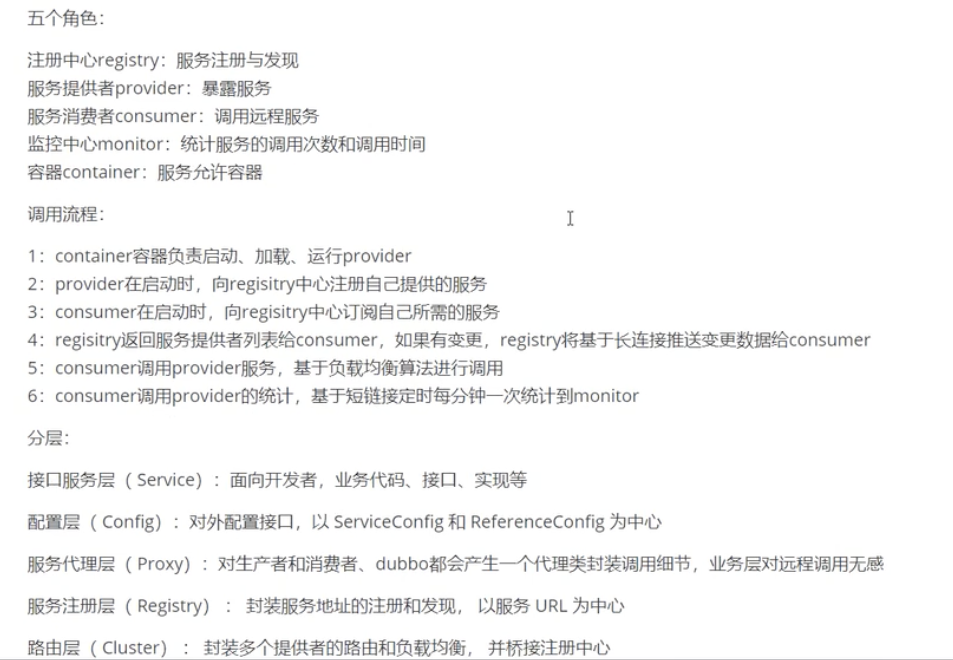 五个角色：
注册中心registry：服务注册与发现
服务提供者provider：暴露服务
服务消费者consumer：调用远程服务
监控中心monitor：统计服务的调用次数和调用时间
容器container：服务允许容器
调用流程：
1：container容器负责启动、加载、运行provider
2：provider在启动时，向regisitry中心注册自己提供的服务
3：consumer在启动时，向regisitry中心订阅自己所需的服务
4：regisitry返回服务提供者列表给consumer，如果有变更，registry将基于长连接推送变更数据给consumer
5：consumer调用provider服务，基于负载均衡算法进行调用
6：consumer调用provider的统计，基于短链接定时每分钟一次统计到monitor
分层：
接口服务层（ Service）：面向开发者，业务代码、接口、实现等
配置层（ Config）：对外配置接口，以 ServiceConfig 和 ReferenceConfig 为中心
服务代理层（ Proxy）：对生产者和消费者、dubbo都会产生一个代理类封装调用细节，业务层对远程调用无感
服务注册层（ Registry） ： 封装服务地址的注册和发现， 以服务 URL 为中心
路由层（ Cluster） ： 封装多个提供者的路由和负载均衡， 并桥接注册中心